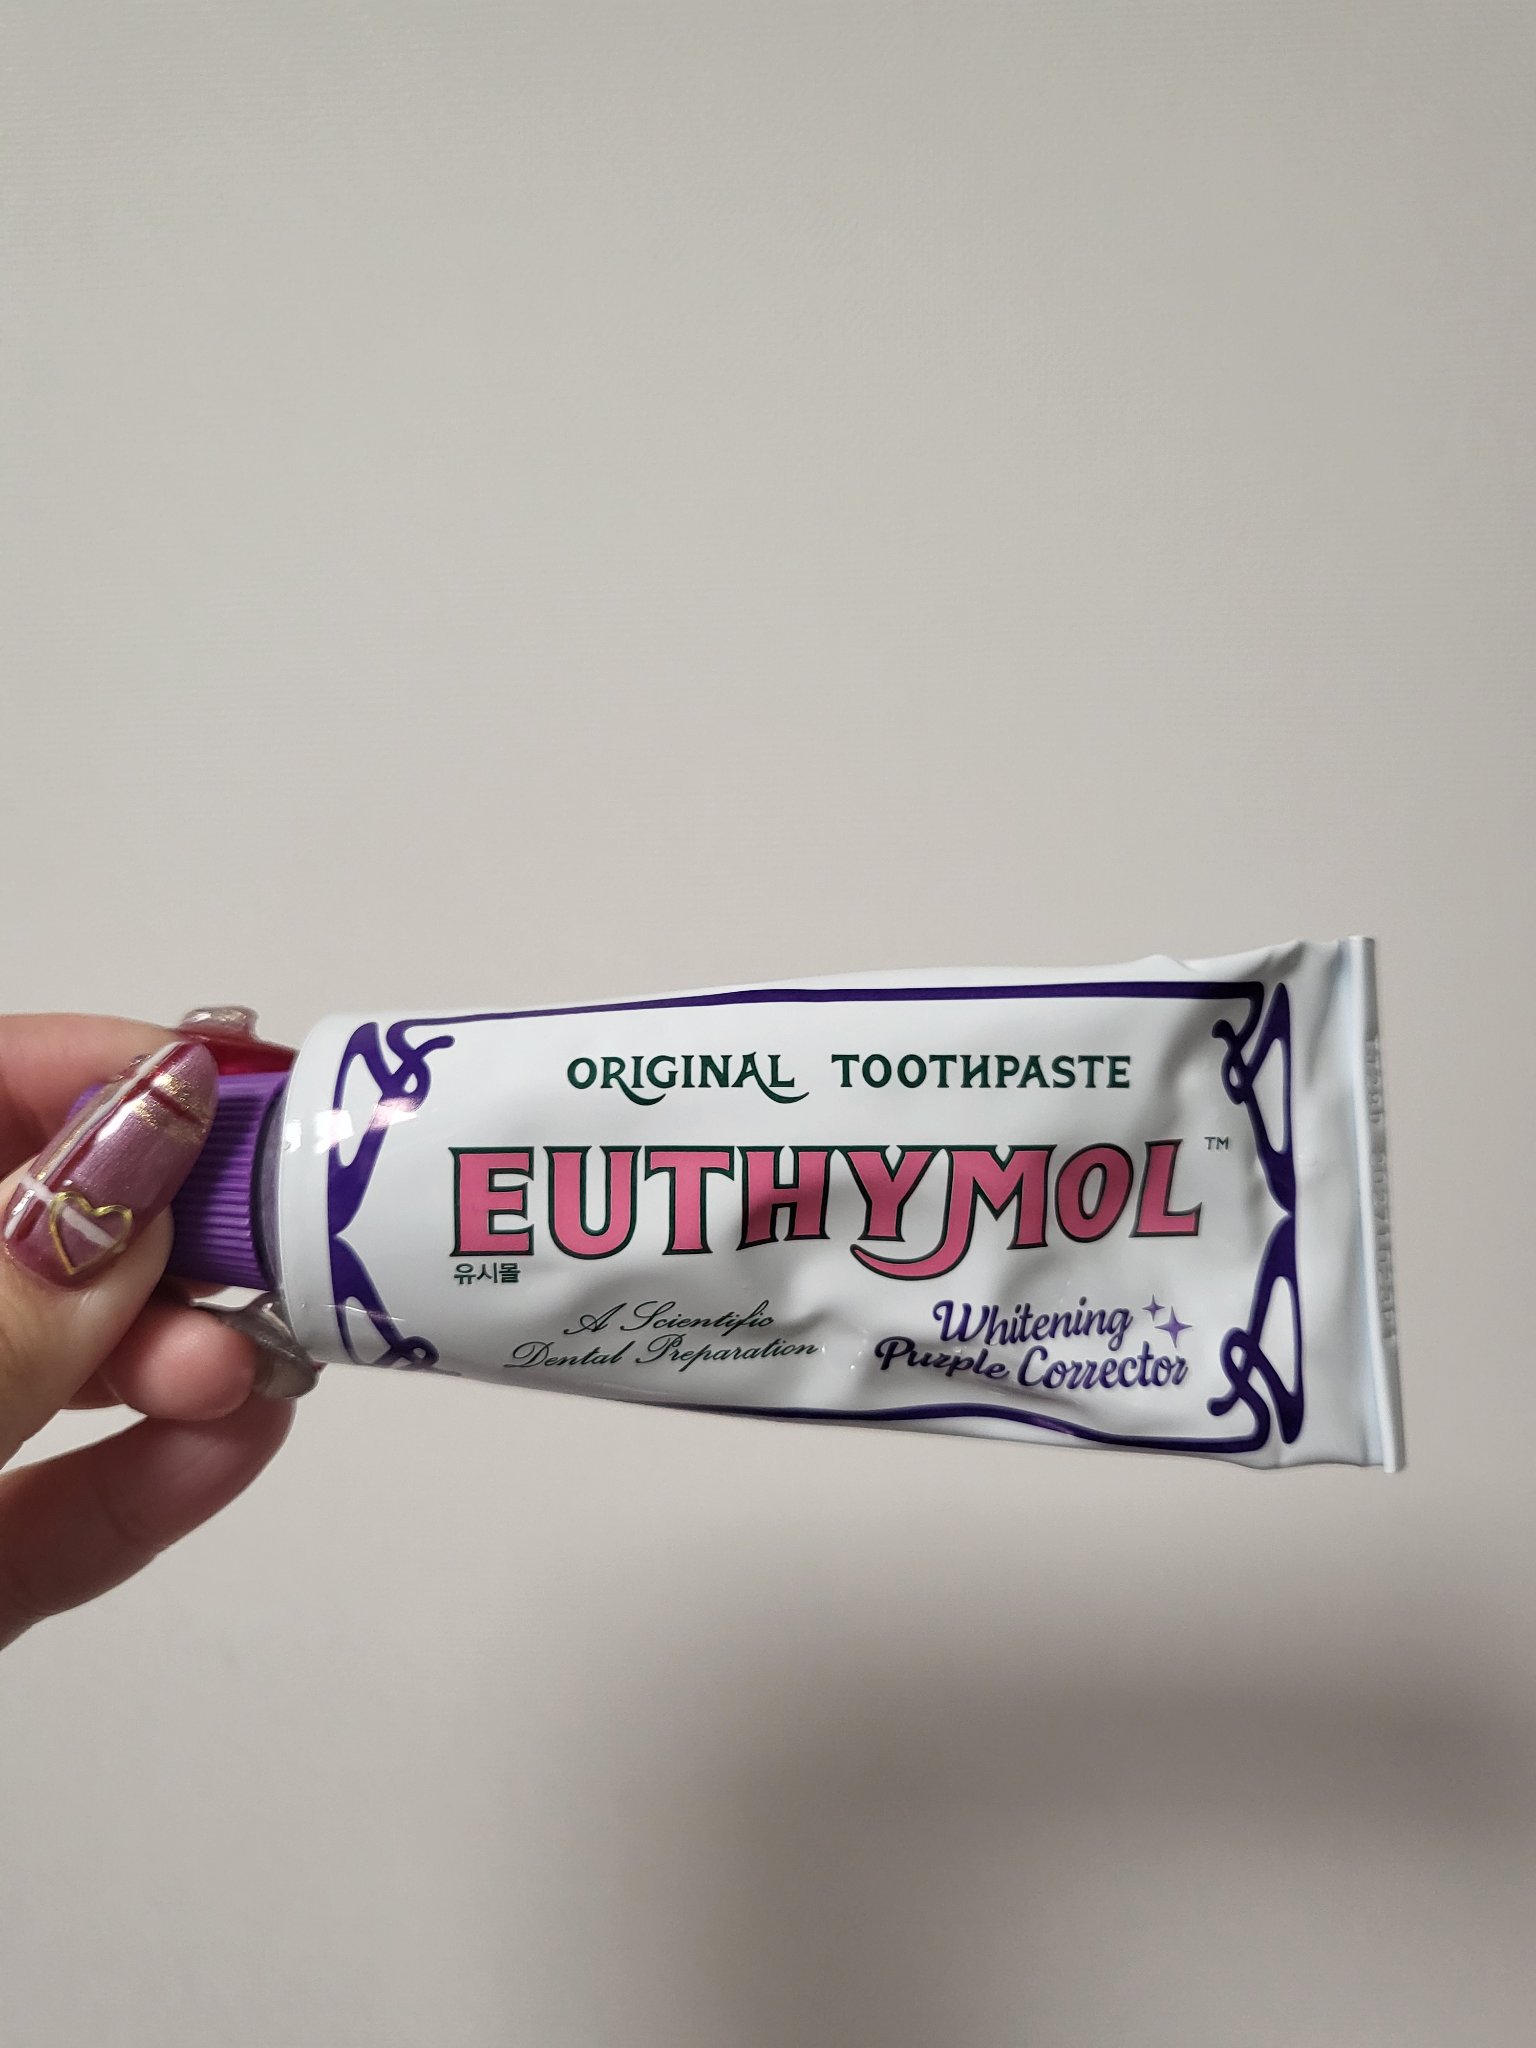 ORIGINAL TOOTHPASTE
EUTHYMOL™
유시몰
A Scientific
Dental Preparation
Whitening
Purple Corrector